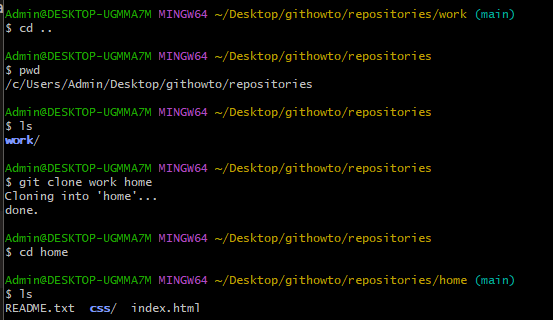 Admin@DESKTOP-UGMMA7M MINGW64 ~/Desktop/githowto/repositories/work (main)
$ cd ..
Admin@DESKTOP-UGMMA7M MINGW64 ~/Desktop/githowto/repositories
$ pwd
/c/Users/Admin/Desktop/githowto/repositories
Admin@DESKTOP-UGMMA7M MINGW64 ~/Desktop/githowto/repositories
$ ls
work/
Admin@DESKTOP-UGMMA7M MINGW64 ~/Desktop/githowto/repositories
$ git clone work home
Cloning into 'home'...
done.
Admin@DESKTOP-UGMMA7M MINGW64 ~/Desktop/githowto/repositories
$ cd home
Admin@DESKTOP-UGMMA7M MINGW64 ~/Desktop/githowto/repositories/home (main)
$ ls
README.txt  css/  index.html